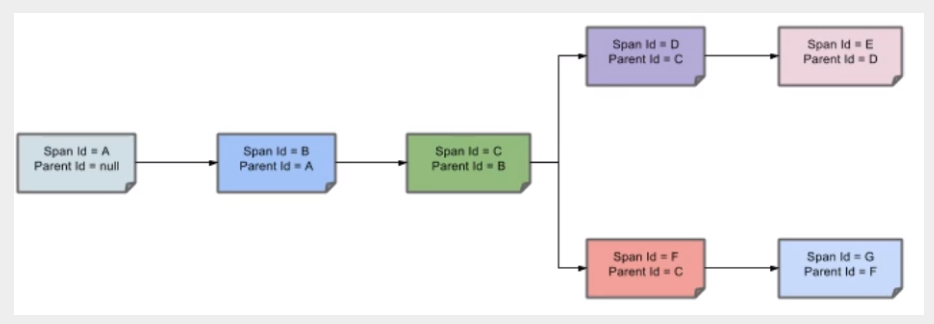 Span Id = A
Parent Id = null
Span Id = B
Parent Id = A
Span Id = C
Parent Id = B
Span Id = D
Parent Id = C
Span Id = E
Parent Id = D
Span Id = F
Parent Id = C
Span Id = G
Parent Id = F